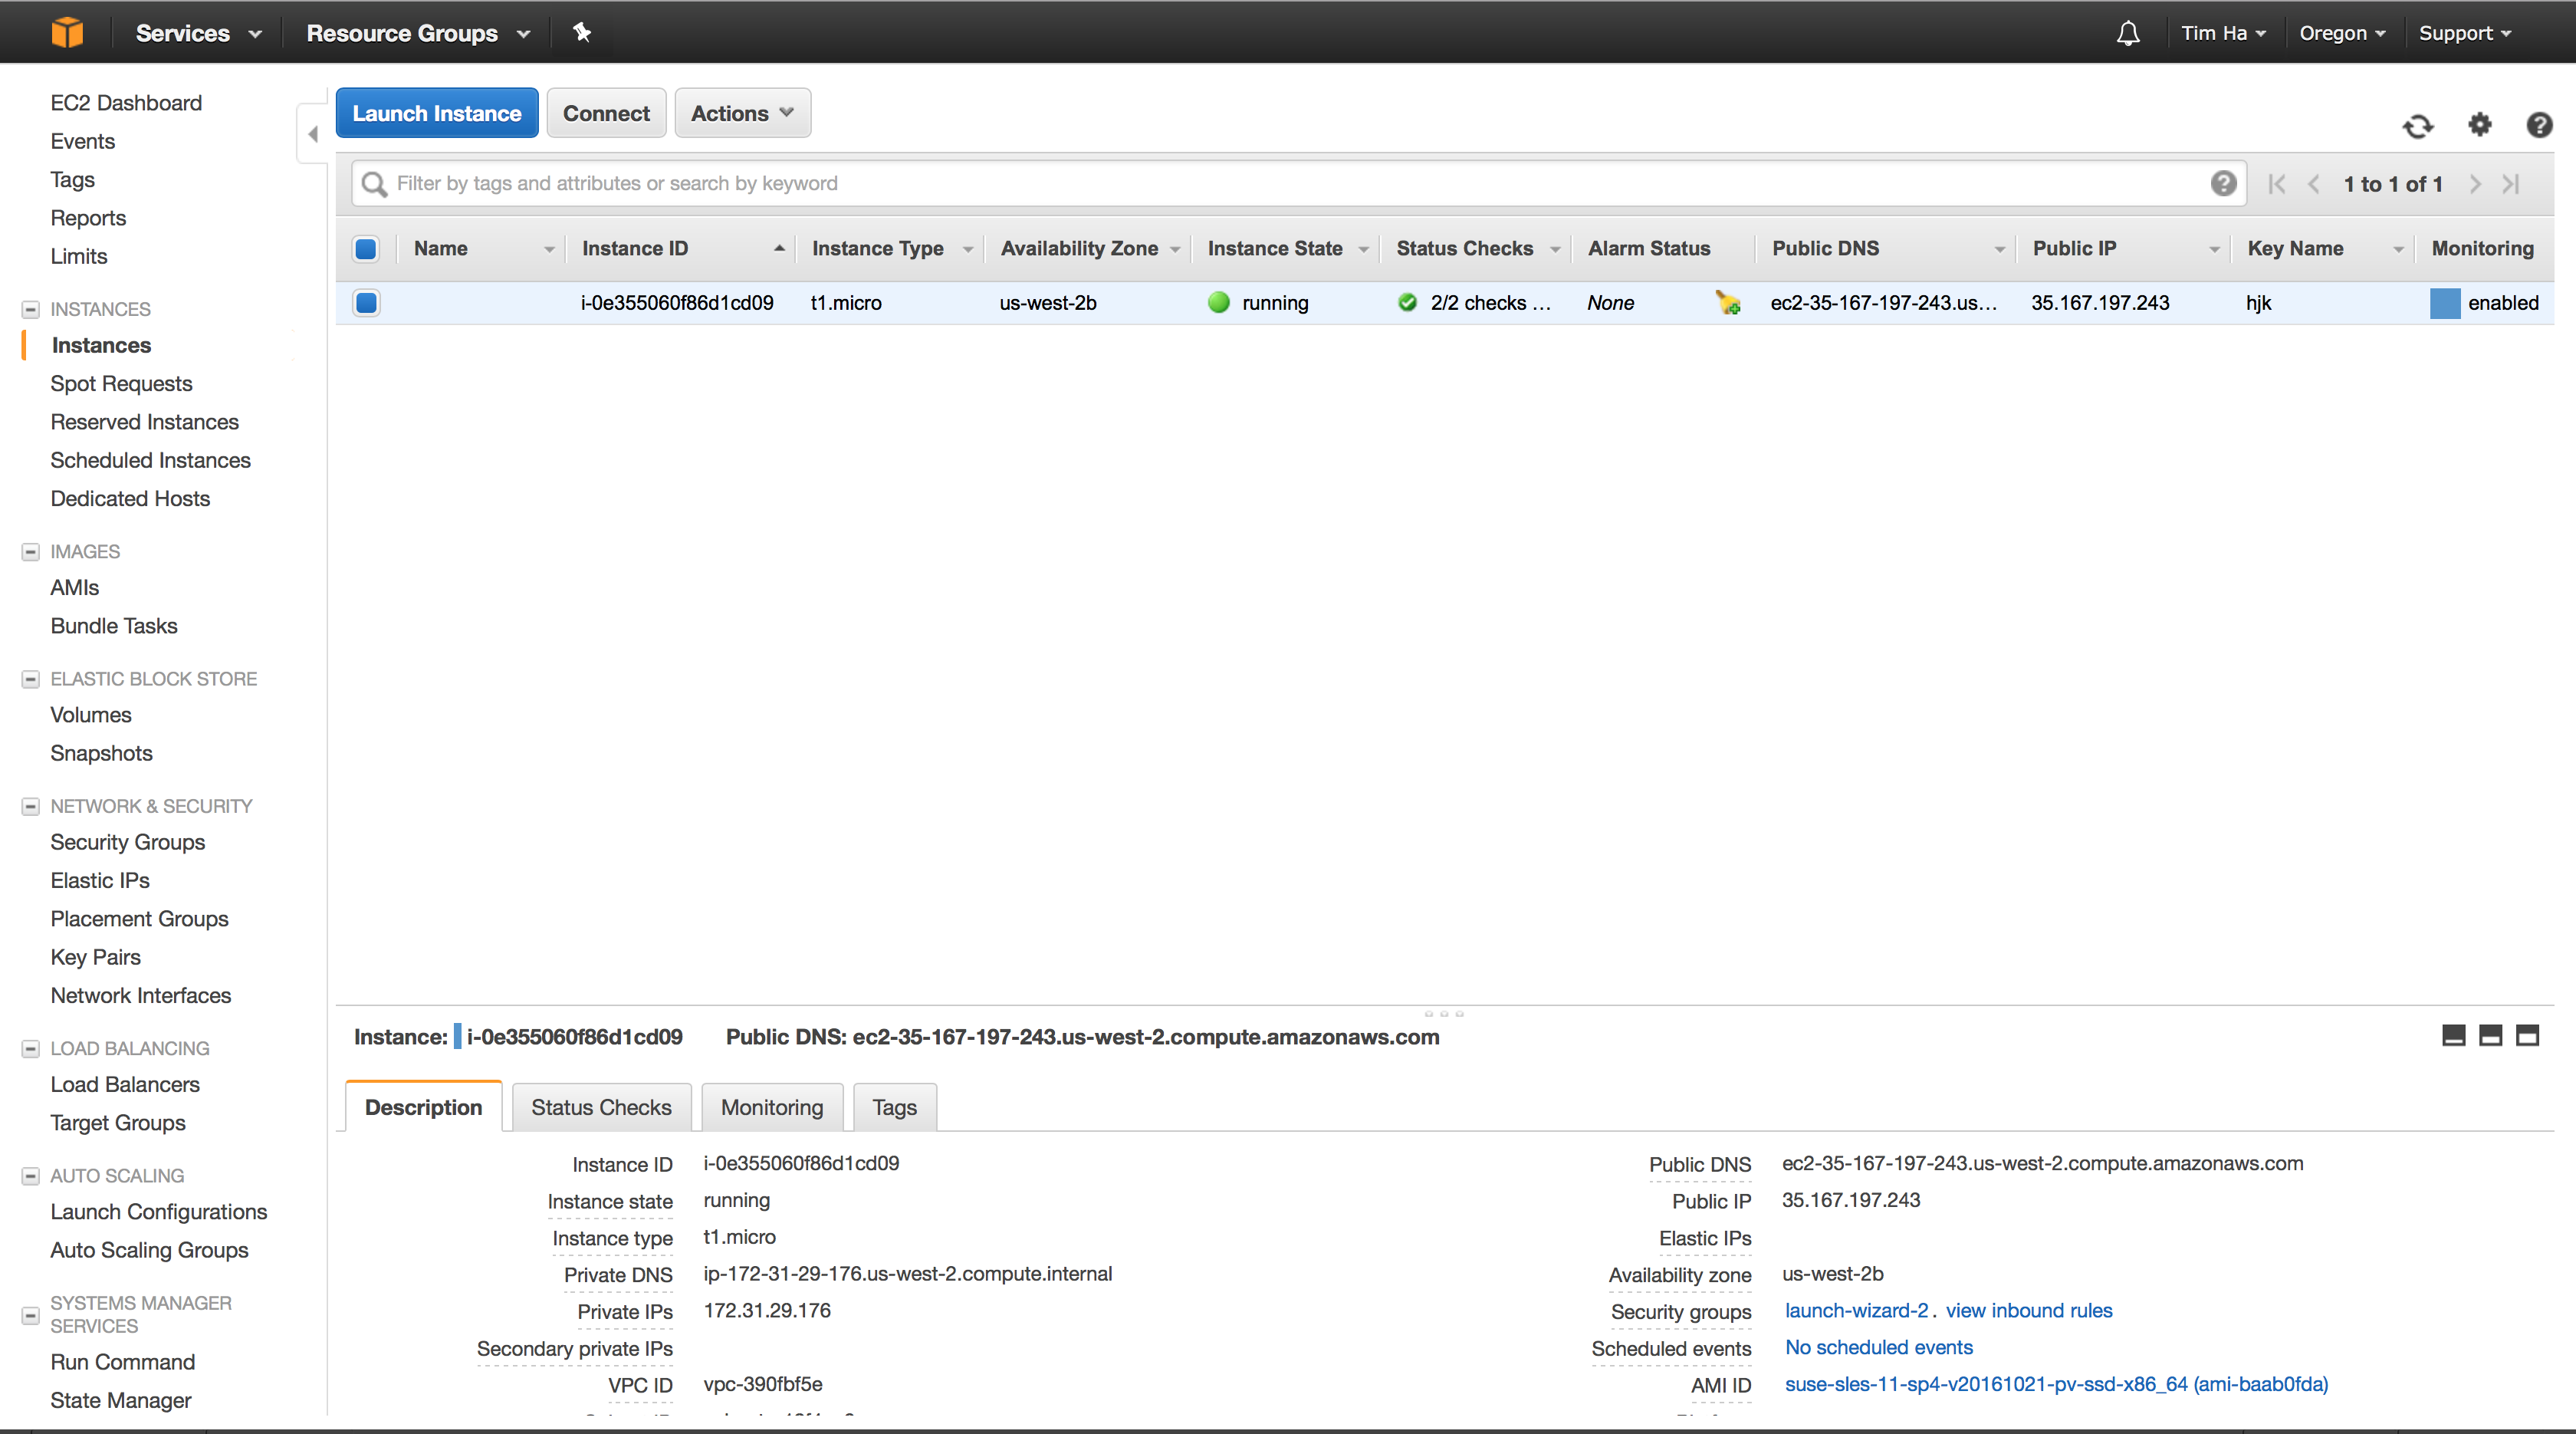 Services Resource Groups Tim Ha Oregon Support
EC2 Dashboard
Events
Tags
Reports
Limits
INSTANCES
Instances
Spot Requests
Reserved Instances
Scheduled Instances
Dedicated Hosts
IMAGES
AMIs
Bundle Tasks
ELASTIC BLOCK STORE
Volumes
Snapshots
NETWORK & SECURITY
Security Groups
Elastic IPs
Placement Groups
Key Pairs
Network Interfaces
LOAD BALANCING
Load Balancers
Target Groups
AUTO SCALING
Launch Configurations
Auto Scaling Groups
SYSTEMS MANAGER
SERVICES
Run Command
State Manager
Launch Instance Connect Actions
Filter by tags and attributes or search by keyword 1 to 1 of 1
Name Instance ID Instance Type Availability Zone Instance State Status Checks Alarm Status Public DNS Public IP Key Name Monitoring
i-0e355060f86d1cd09 t1.micro us-west-2b running 2/2 checks ... None ec2-35-167-197-243.us... 35.167.197.243 hjk enabled
Instance: i-0e355060f86d1cd09 Public DNS: ec2-35-167-197-243.us-west-2.compute.amazonaws.com
Description Status Checks Monitoring Tags
Instance ID i-0e355060f86d1cd09
Instance state running
Instance type t1.micro
Private DNS ip-172-31-29-176.us-west-2.compute.internal
Private IPs 172.31.29.176
Secondary private IPs
VPC ID vpc-390fbf5e
Public DNS ec2-35-167-197-243.us-west-2.compute.amazonaws.com
Public IP 35.167.197.243
Elastic IPs
Availability zone us-west-2b
Security groups launch-wizard-2. view inbound rules
Scheduled events No scheduled events
AMI ID suse-sles-11-sp4-v20161021-pv-ssd-x86_64 (ami-baab0fda)